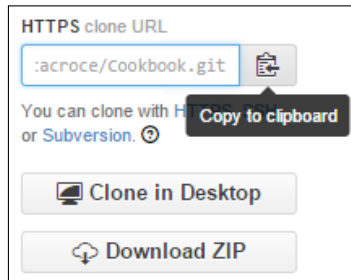 HTTPS clone URL
:acroce/Cookbook.git
You can clone with
Copy to clipboard
or Subversion.
Clone in Desktop
Download ZIP